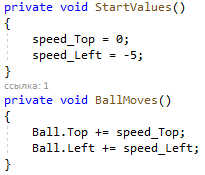 private void StartValues()
{
    speed_Top = 0;
    speed_Left = -5;
}
ссылка: 1
private void BallMoves()
{
    Ball.Top += speed_Top;
    Ball.Left += speed_Left;
}